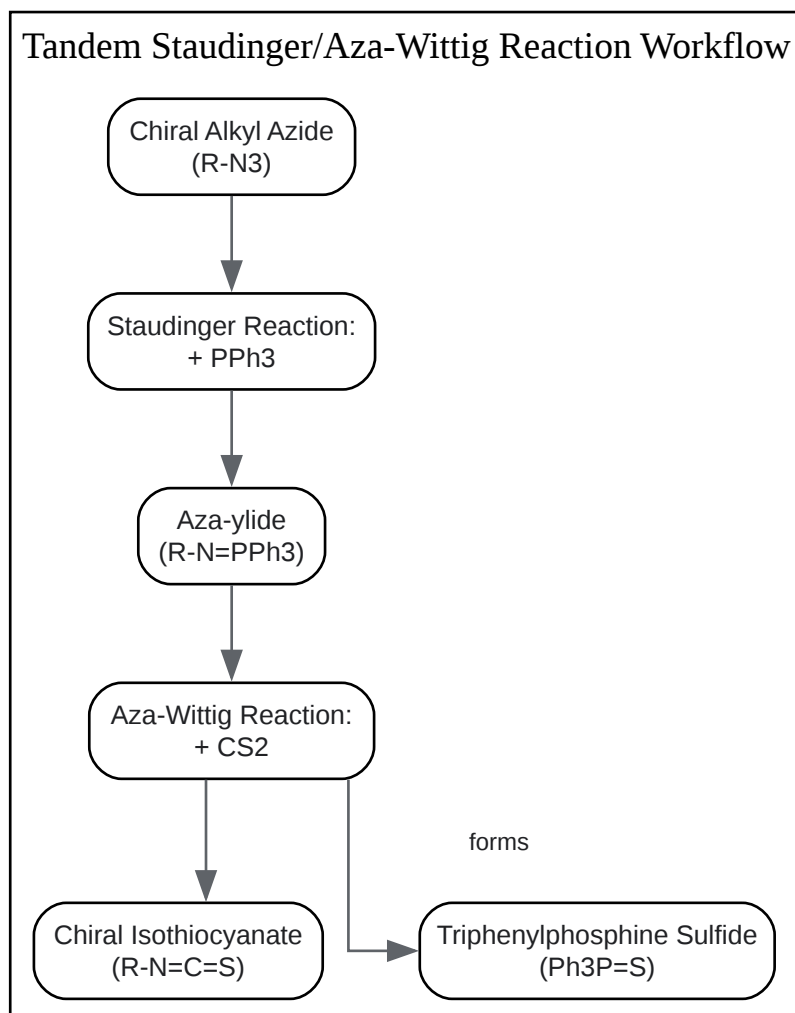 Tandem Staudinger/Aza-Wittig Reaction Workflow
Chiral Alkyl Azide
(R-N3)
Staudinger Reaction:
+ PPh3
Aza-ylide
(R-N=PPh3)
Aza-Wittig Reaction:
+ CS2
forms
Chiral Isothiocyanate
(R-N=C=S)
Triphenylphosphine Sulfide
(Ph3P=S)